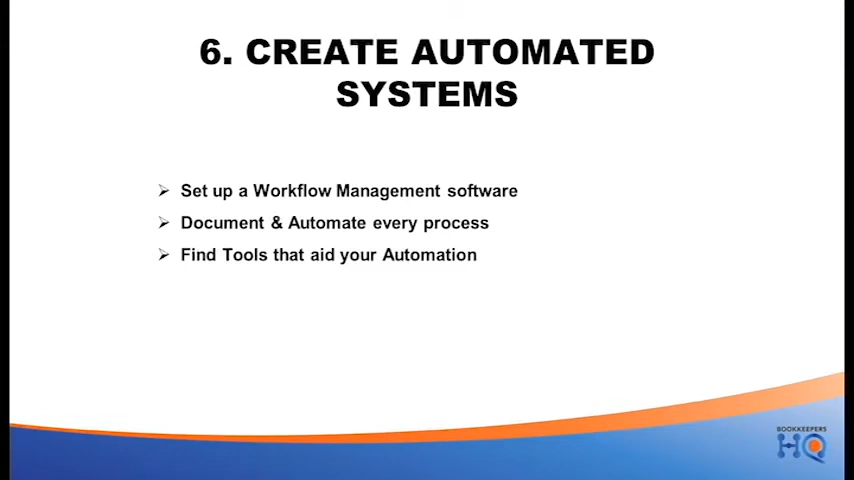 6. CREATE AUTOMATED
SYSTEMS
Set up a Workflow Management software
Document & Automate every process
Find Tools that aid your Automation
BOOKKEEPERS
HQ